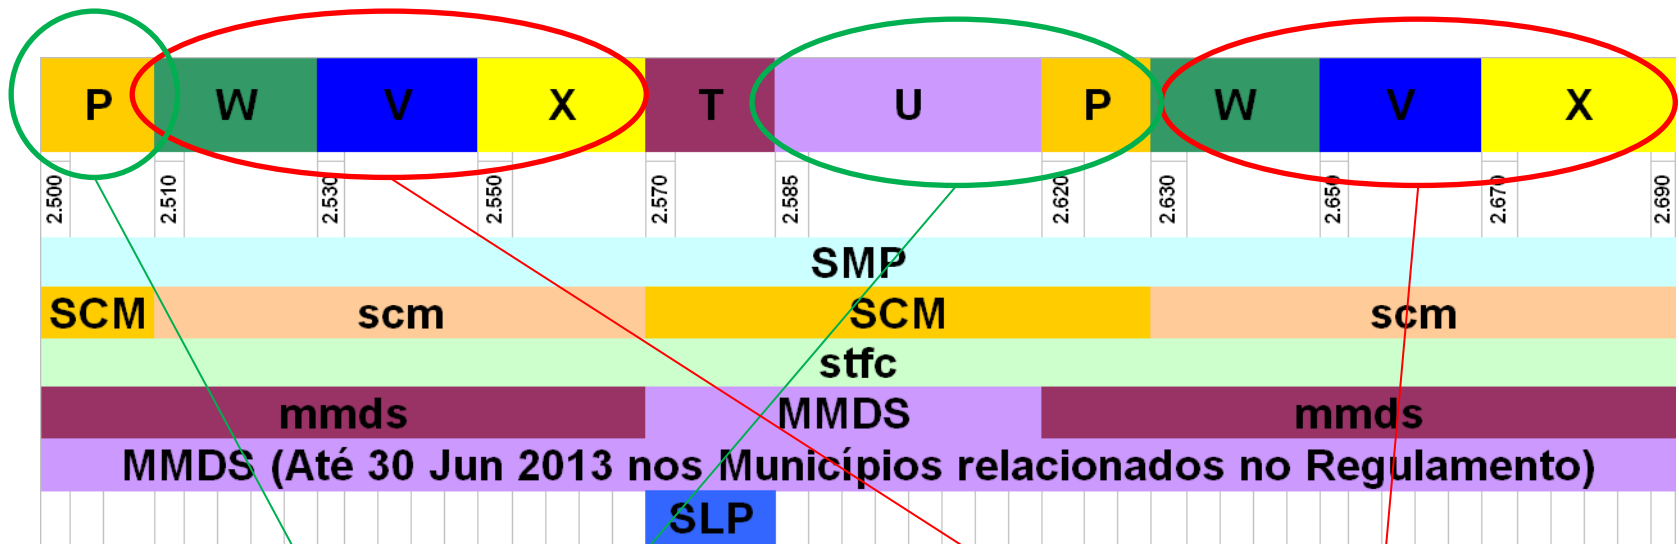 P W V X T U P W V X
2.500 2.510 2.530 2.550 2.570 2.585 2.620 2.630 2.650 2.670 2.690
SMP
SCM scm SCM scm
stfc
mmds MMDS mmds
MMDS (Até 30 Jun 2013 nos Municípios relacionados no Regulamento)
SLP